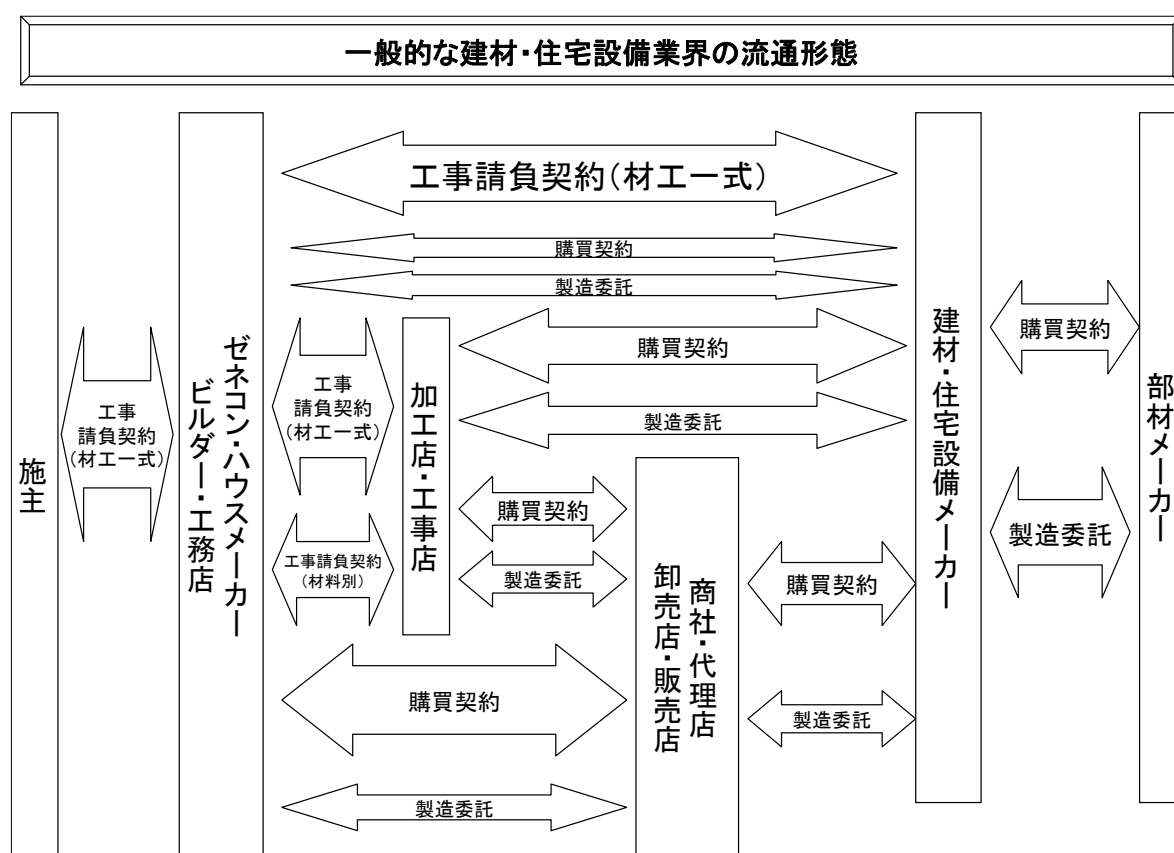 一般的な建材・住宅設備業界の流通形態
施主
工事
請負契約
(材工一式)
ゼネコン・ハウスメーカー
ビルダー・工務店
工事請負契約(材工一式)
購買契約
製造委託
工事
請負契約
(材工一式)
工事請負契約
(材料別)
加工店・工事店
購買契約
製造委託
購買契約
製造委託
購買契約
製造委託
商社・代理店
卸売店・販売店
購買契約
製造委託
建材・住宅設備メーカー
購買契約
製造委託
部材メーカー